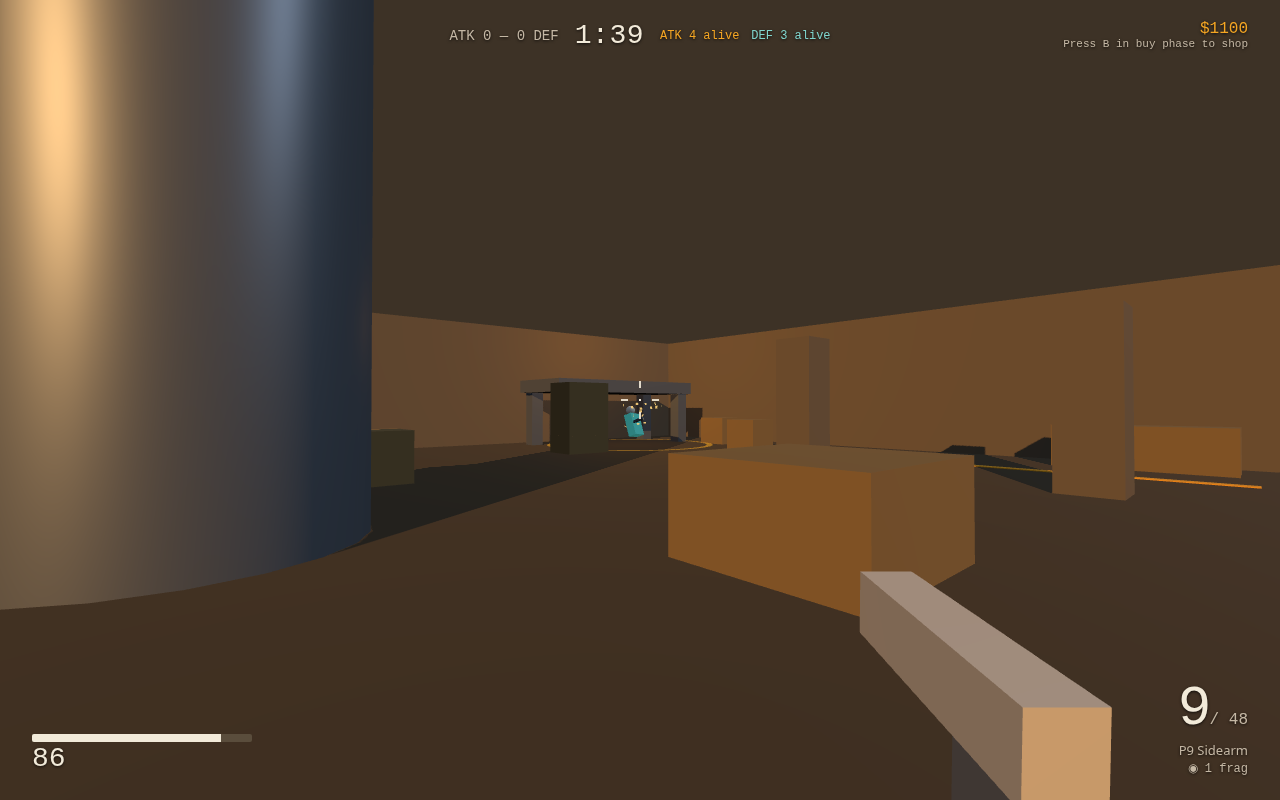 ATK 0 — 0 DEF 1:39 ATK 4 alive DEF 3 alive
$1100
Press B in buy phase to shop
86
9 / 48
P9 Sidearm
◉ 1 frag